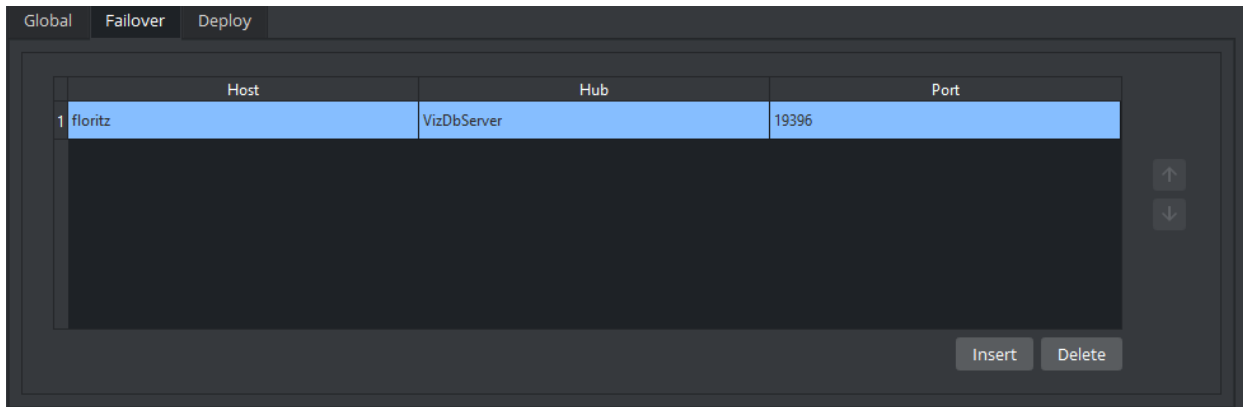 Global Failover Deploy
Host Hub Port
1 floritz VizDbServer 19396
Insert Delete